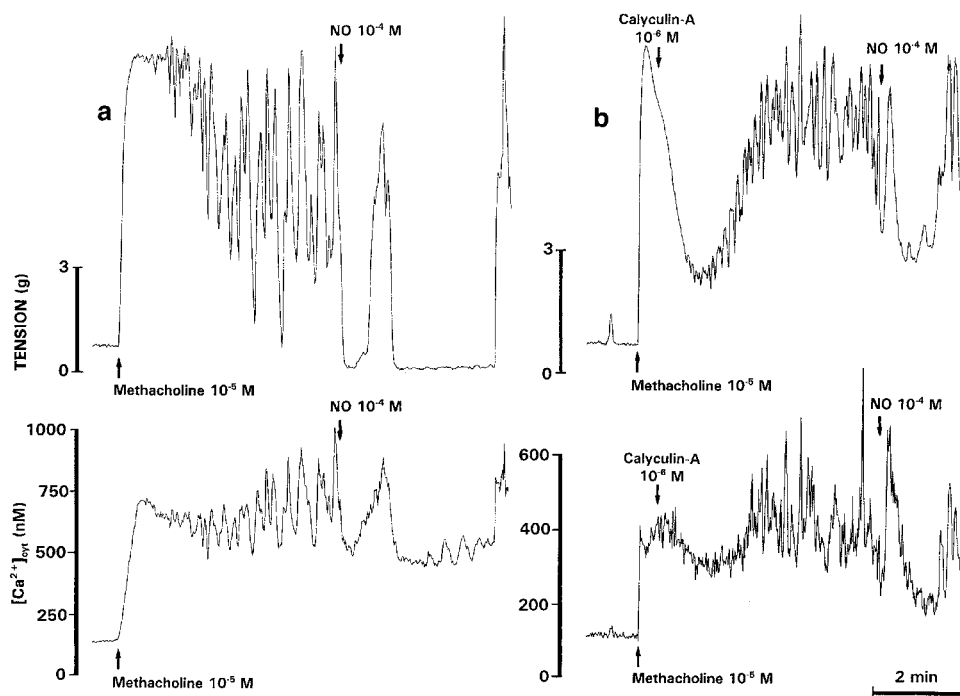 NO 10⁻⁴ M
a
3
0
TENSION (g)
Methacholine 10⁻⁵ M
Calyculin-A
10⁻⁶ M
NO 10⁻⁴ M
b
3
0
Methacholine 10⁻⁵ M
NO 10⁻⁴ M
1000
750
500
250
0
[Ca²⁺]cyt (nM)
Methacholine 10⁻⁵ M
NO 10⁻⁴ M
Calyculin-A
10⁻⁶ M
600
400
200
0
Methacholine 10⁻⁵ M
2 min